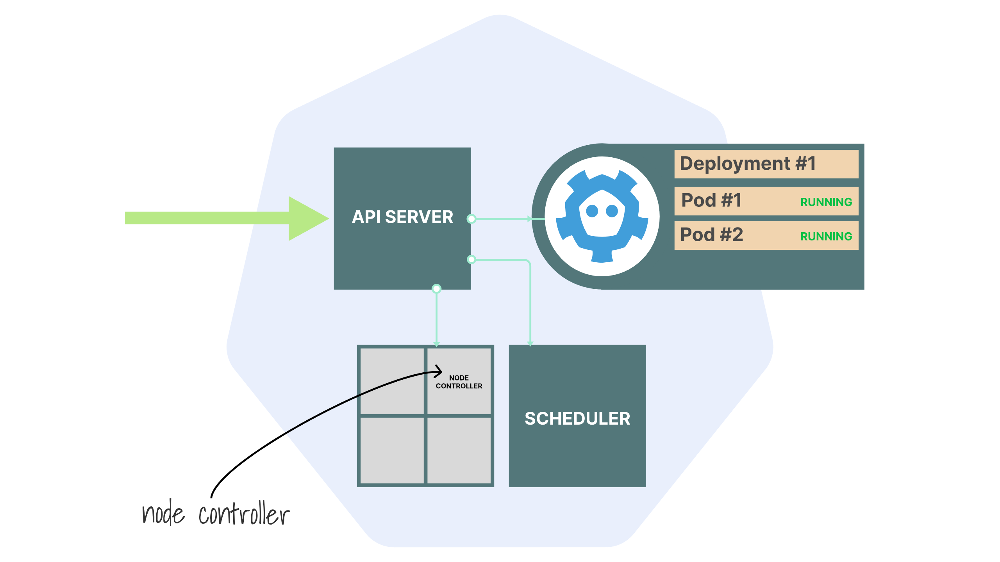 Deployment #1
Pod #1 RUNNING
API SERVER
Pod #2 RUNNING
NODE
CONTROLLER
SCHEDULER
node controller